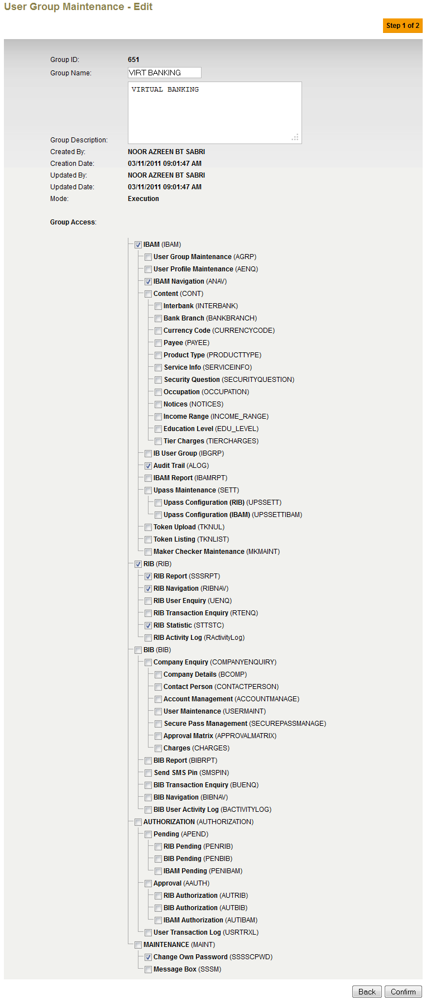 User Group Maintenance - Edit
Step 1 of 2
Group ID: 651
Group Name: VIRT BANKING
VIRTUAL BANKING
Group Description:
Created By: NOOR AZREEN BT SABRI
Creation Date: 03/11/2011 09:01:47 AM
Updated By: NOOR AZREEN BT SABRI
Updated Date: 03/11/2011 09:01:47 AM
Mode: Execution
Group Access:
IBAM (IBAM)
User Group Maintenance (AGRP)
User Profile Maintenance (AENQ)
IBAM Navigation (ANAV)
Content (CONT)
Interbank (INTERBANK)
Bank Branch (BANKBRANCH)
Currency Code (CURRENCYCODE)
Payee (PAYEE)
Product Type (PRODUCTTYPE)
Service Info (SERVICEINFO)
Security Question (SECURITYQUESTION)
Occupation (OCCUPATION)
Notices (NOTICES)
Income Range (INCOME_RANGE)
Education Level (EDU_LEVEL)
Tier Charges (TIERCHARGES)
IB User Group (IBGRP)
Audit Trail (ALOG)
IBAM Report (IBAMRPT)
Upass Maintenance (SETT)
Upass Configuration (RIB) (UPSSETT)
Upass Configuration (IBAM) (UPSSETTIBAM)
Token Upload (TKNUL)
Token Listing (TKNLIST)
Maker Checker Maintenance (MKMAINT)
RIB (RIB)
RIB Report (SSSRPT)
RIB Navigation (RIBNAV)
RIB User Enquiry (UENQ)
RIB Transaction Enquiry (RTENQ)
RIB Statistic (STTSTC)
RIB Activity Log (RActivityLog)
BIB (BIB)
Company Enquiry (COMPANYENQUIRY)
Company Details (BCOMP)
Contact Person (CONTACTPERSON)
Account Management (ACCOUNTMANAGE)
User Maintenance (USERMAINT)
Secure Pass Management (SECUREPASSMANAGE)
Approval Matrix (APPROVALMATRIX)
Charges (CHARGES)
BIB Report (BIBRPT)
Send SMS Pin (SMSPIN)
BIB Transaction Enquiry (BUENQ)
BIB Navigation (BIBNAV)
BIB User Activity Log (BACTIVITYLOG)
AUTHORIZATION (AUTHORIZATION)
Pending (APEND)
RIB Pending (PENRIB)
BIB Pending (PENBIB)
IBAM Pending (PENIBAM)
Approval (AAUTH)
RIB Authorization (AUTRIB)
BIB Authorization (AUTBIB)
IBAM Authorization (AUTIBAM)
User Transaction Log (USRTRXL)
MAINTENANCE (MAINT)
Change Own Password (SSSSCPWD)
Message Box (SSSM)
Back Confirm